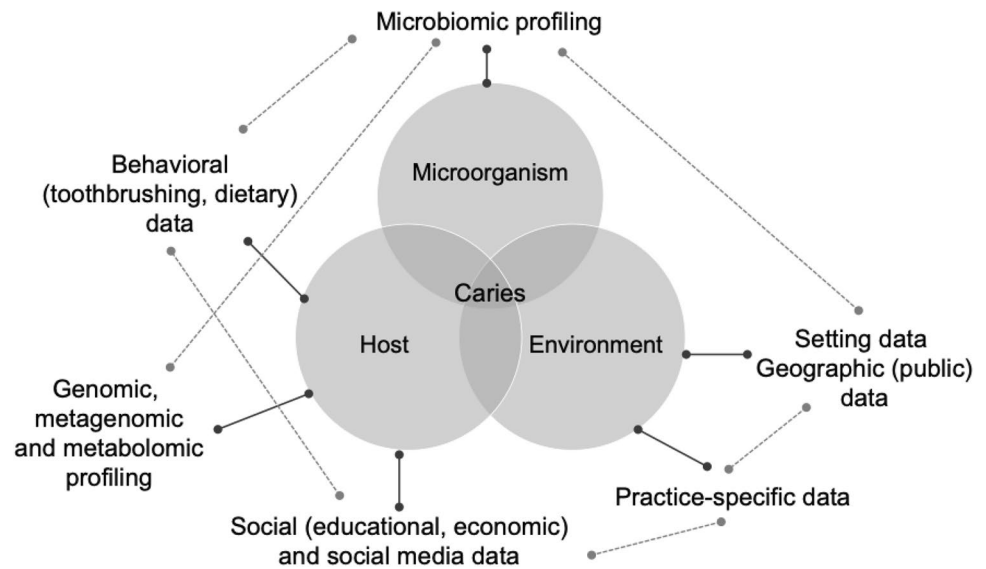 Microbiomic profiling
Microorganism
Behavioral
(toothbrushing, dietary)
data
Caries
Host
Environment
Setting data
Geographic (public)
data
Genomic,
metagenomic
and metabolomic
profiling
Practice-specific data
Social (educational, economic)
and social media data